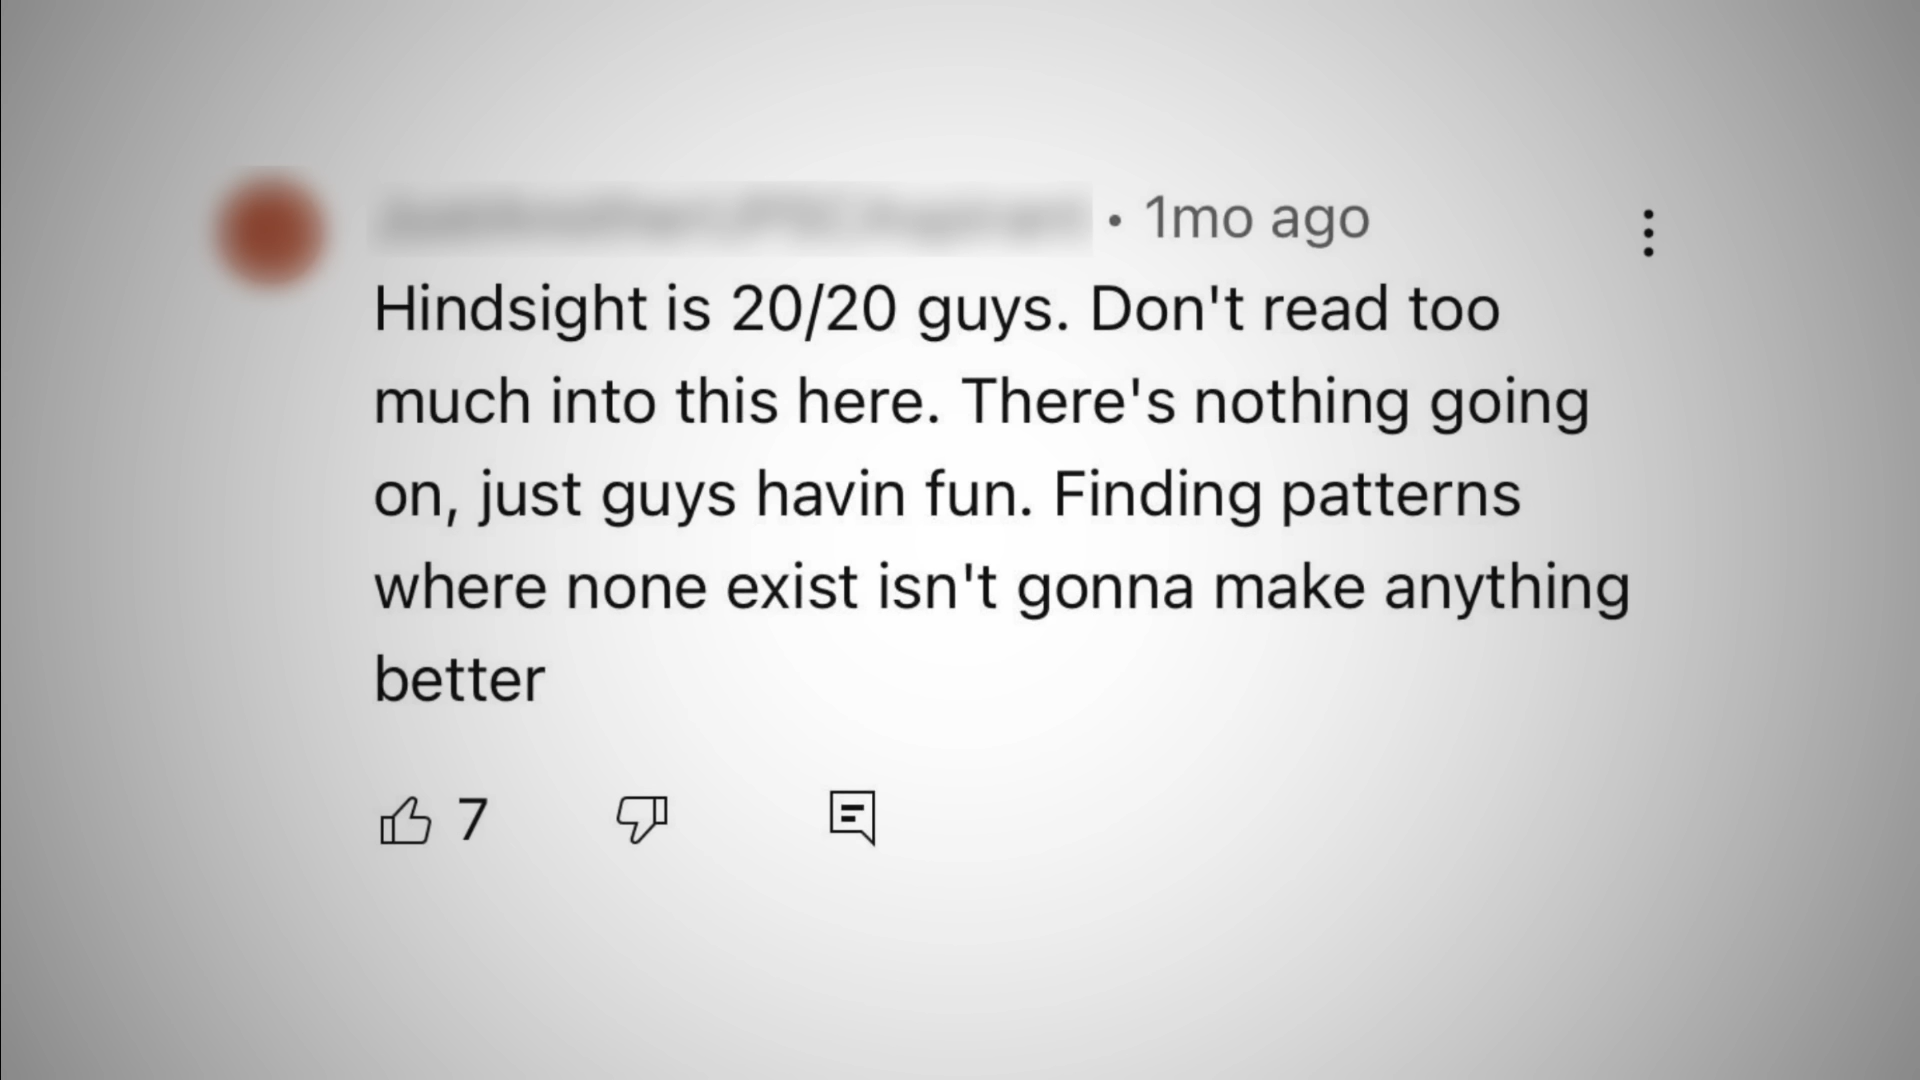 • 1mo ago
Hindsight is 20/20 guys. Don't read too
much into this here. There's nothing going
on, just guys havin fun. Finding patterns
where none exist isn't gonna make anything
better
7